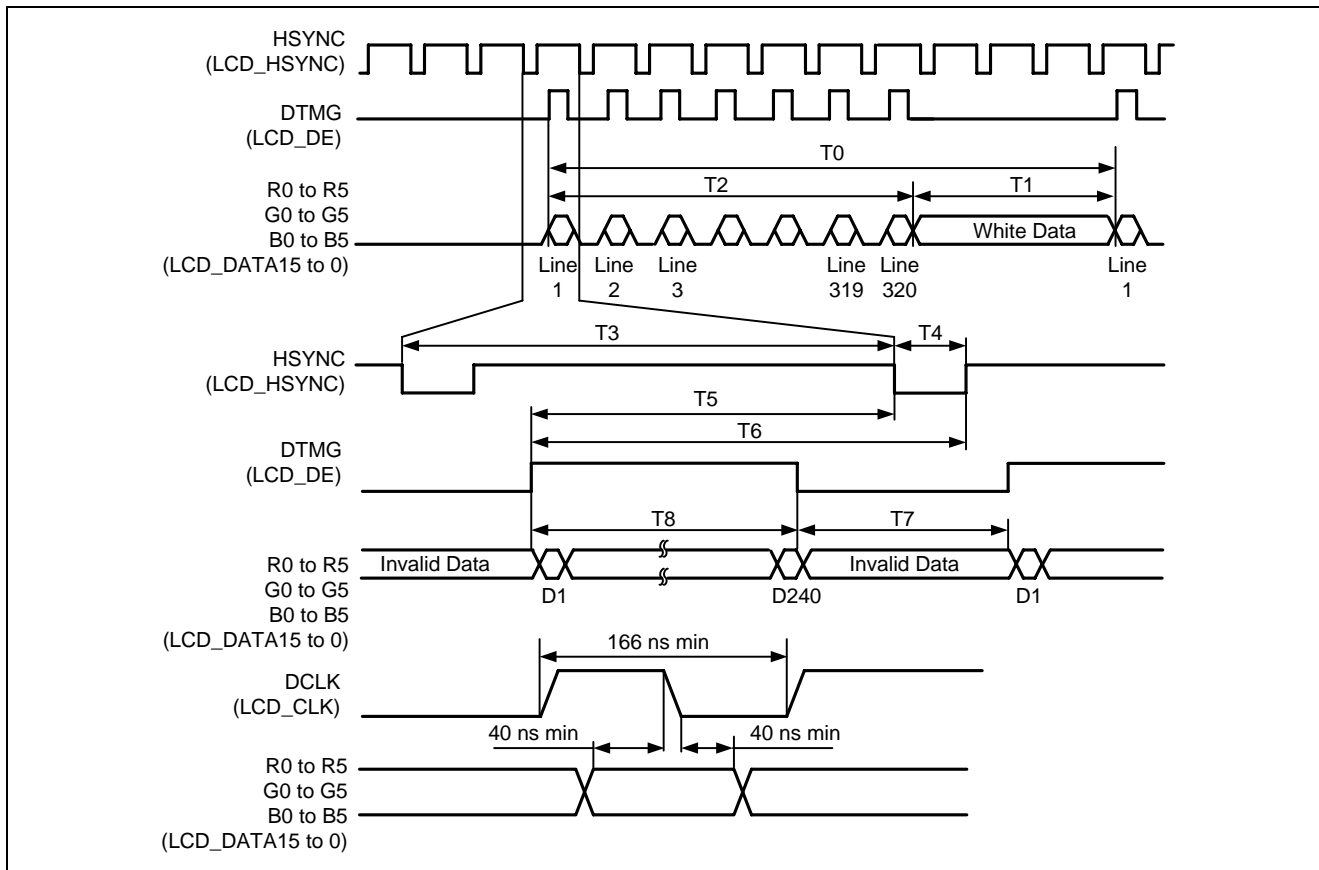 HSYNC
(LCD_HSYNC)
DTMG
(LCD_DE)
T0
T2
T1
R0 to R5
G0 to G5
B0 to B5
(LCD_DATA15 to 0)
White Data
Line
1
Line
2
Line
3
Line
319
Line
320
Line
1
T3
T4
HSYNC
(LCD_HSYNC)
T5
T6
DTMG
(LCD_DE)
T8
T7
R0 to R5
G0 to G5
B0 to B5
(LCD_DATA15 to 0)
Invalid Data
Invalid Data
D1
D240
D1
166 ns min
DCLK
(LCD_CLK)
40 ns min
40 ns min
R0 to R5
G0 to G5
B0 to B5
(LCD_DATA15 to 0)